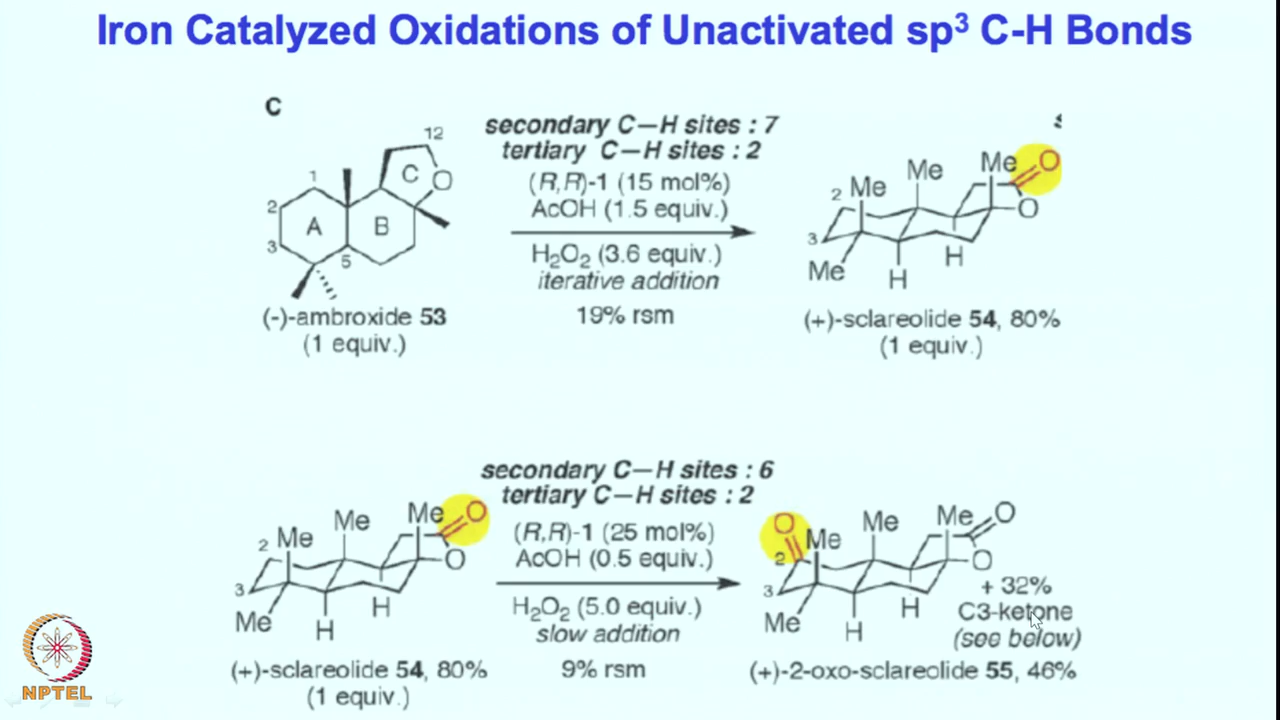 Iron Catalyzed Oxidations of Unactivated sp³ C-H Bonds
C
12
1
2
3
5
A
B
C
O
(-)-ambroxide 53
(1 equiv.)
secondary C–H sites : 7
tertiary C–H sites : 2
(R,R)-1 (15 mol%)
AcOH (1.5 equiv.)
H₂O₂ (3.6 equiv.)
iterative addition
19% rsm
Me
Me
Me
O
O
2
3
Me
H
H
(+)-sclareolide 54, 80%
(1 equiv.)
Me
Me
Me
O
O
2
3
Me
H
H
(+)-sclareolide 54, 80%
(1 equiv.)
secondary C–H sites : 6
tertiary C–H sites : 2
(R,R)-1 (25 mol%)
AcOH (0.5 equiv.)
H₂O₂ (5.0 equiv.)
slow addition
9% rsm
O
Me
Me
Me
O
O
2
3
Me
H
H
+ 32%
C3-ketone
(see below)
(+)-2-oxo-sclareolide 55, 46%
NPTEL